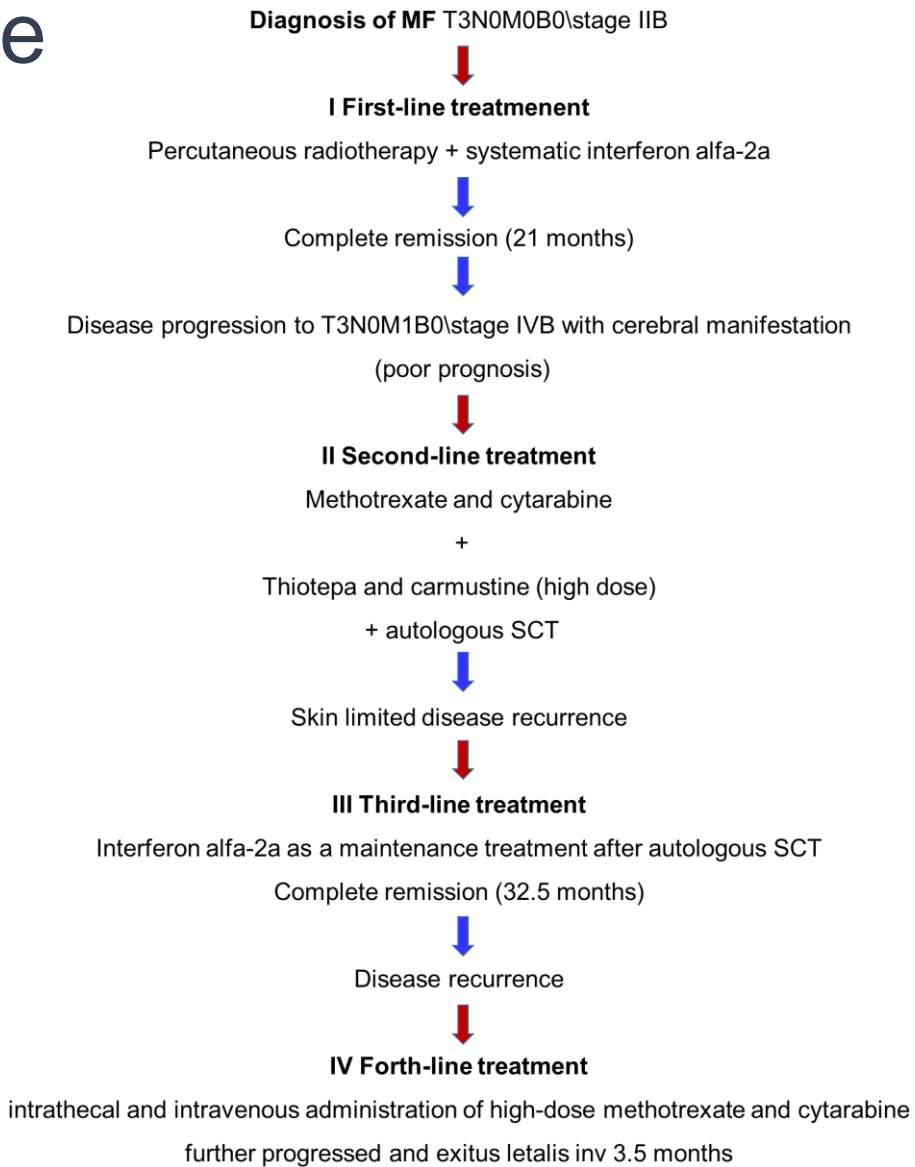 e
Diagnosis of MF T3N0M0B0\stage IIB
I First-line treatmenent
Percutaneous radiotherapy + systematic interferon alfa-2a
Complete remission (21 months)
Disease progression to T3N0M1B0\stage IVB with cerebral manifestation
(poor prognosis)
II Second-line treatment
Methotrexate and cytarabine
+
Thiotepa and carmustine (high dose)
+ autologous SCT
Skin limited disease recurrence
III Third-line treatment
Interferon alfa-2a as a maintenance treatment after autologous SCT
Complete remission (32.5 months)
Disease recurrence
IV Forth-line treatment
intrathecal and intravenous administration of high-dose methotrexate and cytarabine
further progressed and exitus letalis inv 3.5 months